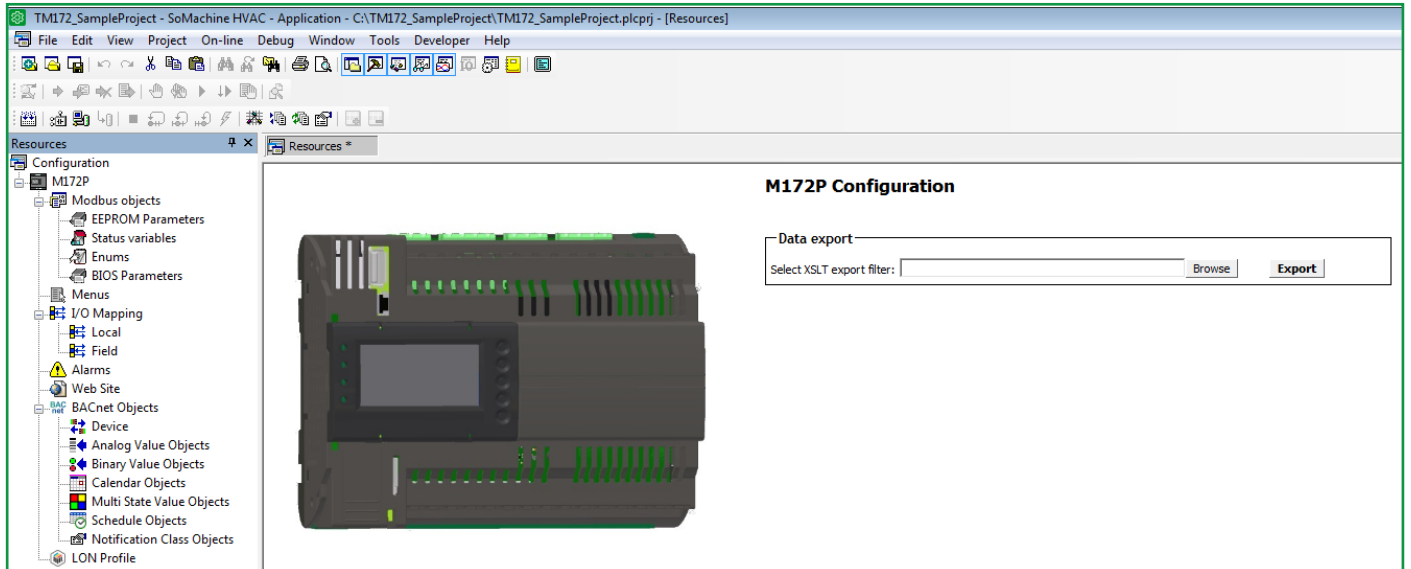 TM172_SampleProject - SoMachine HVAC - Application - C:\TM172_SampleProject\TM172_SampleProject.plcprj - [Resources]
File Edit View Project On-line Debug Window Tools Developer Help
Resources
Resources *
Configuration
M172P
Modbus objects
EEPROM Parameters
Status variables
Enums
BIOS Parameters
Menus
I/O Mapping
Local
Field
Alarms
Web Site
BAC
net
BACnet Objects
Device
Analog Value Objects
Binary Value Objects
Calendar Objects
Multi State Value Objects
Schedule Objects
Notification Class Objects
LON Profile
M172P Configuration
Data export
Select XSLT export filter: Browse Export